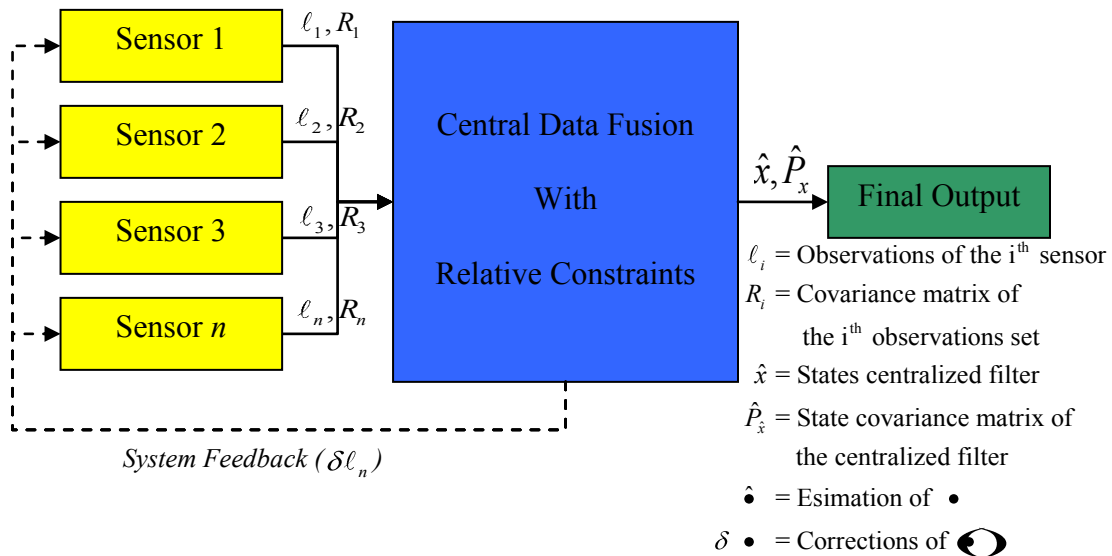 Sensor 1
ℓ₁, R₁
Sensor 2
ℓ₂, R₂
Sensor 3
ℓ₃, R₃
Sensor n
ℓₙ, Rₙ
Central Data Fusion
With
Relative Constraints
x̂, P̂ₓ
Final Output
System Feedback (δℓₙ)
ℓᵢ = Observations of the iᵗʰ sensor
Rᵢ = Covariance matrix of
the iᵗʰ observations set
x̂ = States centralized filter
P̂_x̂ = State covariance matrix of
the centralized filter
•̂ = Esimation of •
δ • = Corrections of •